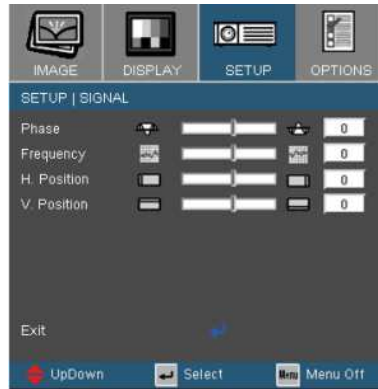 IMAGE DISPLAY SETUP OPTIONS
SETUP | SIGNAL
Phase 0
Frequency 0
H. Position 0
V. Position 0
Exit
UpDown Select Menu Menu Off